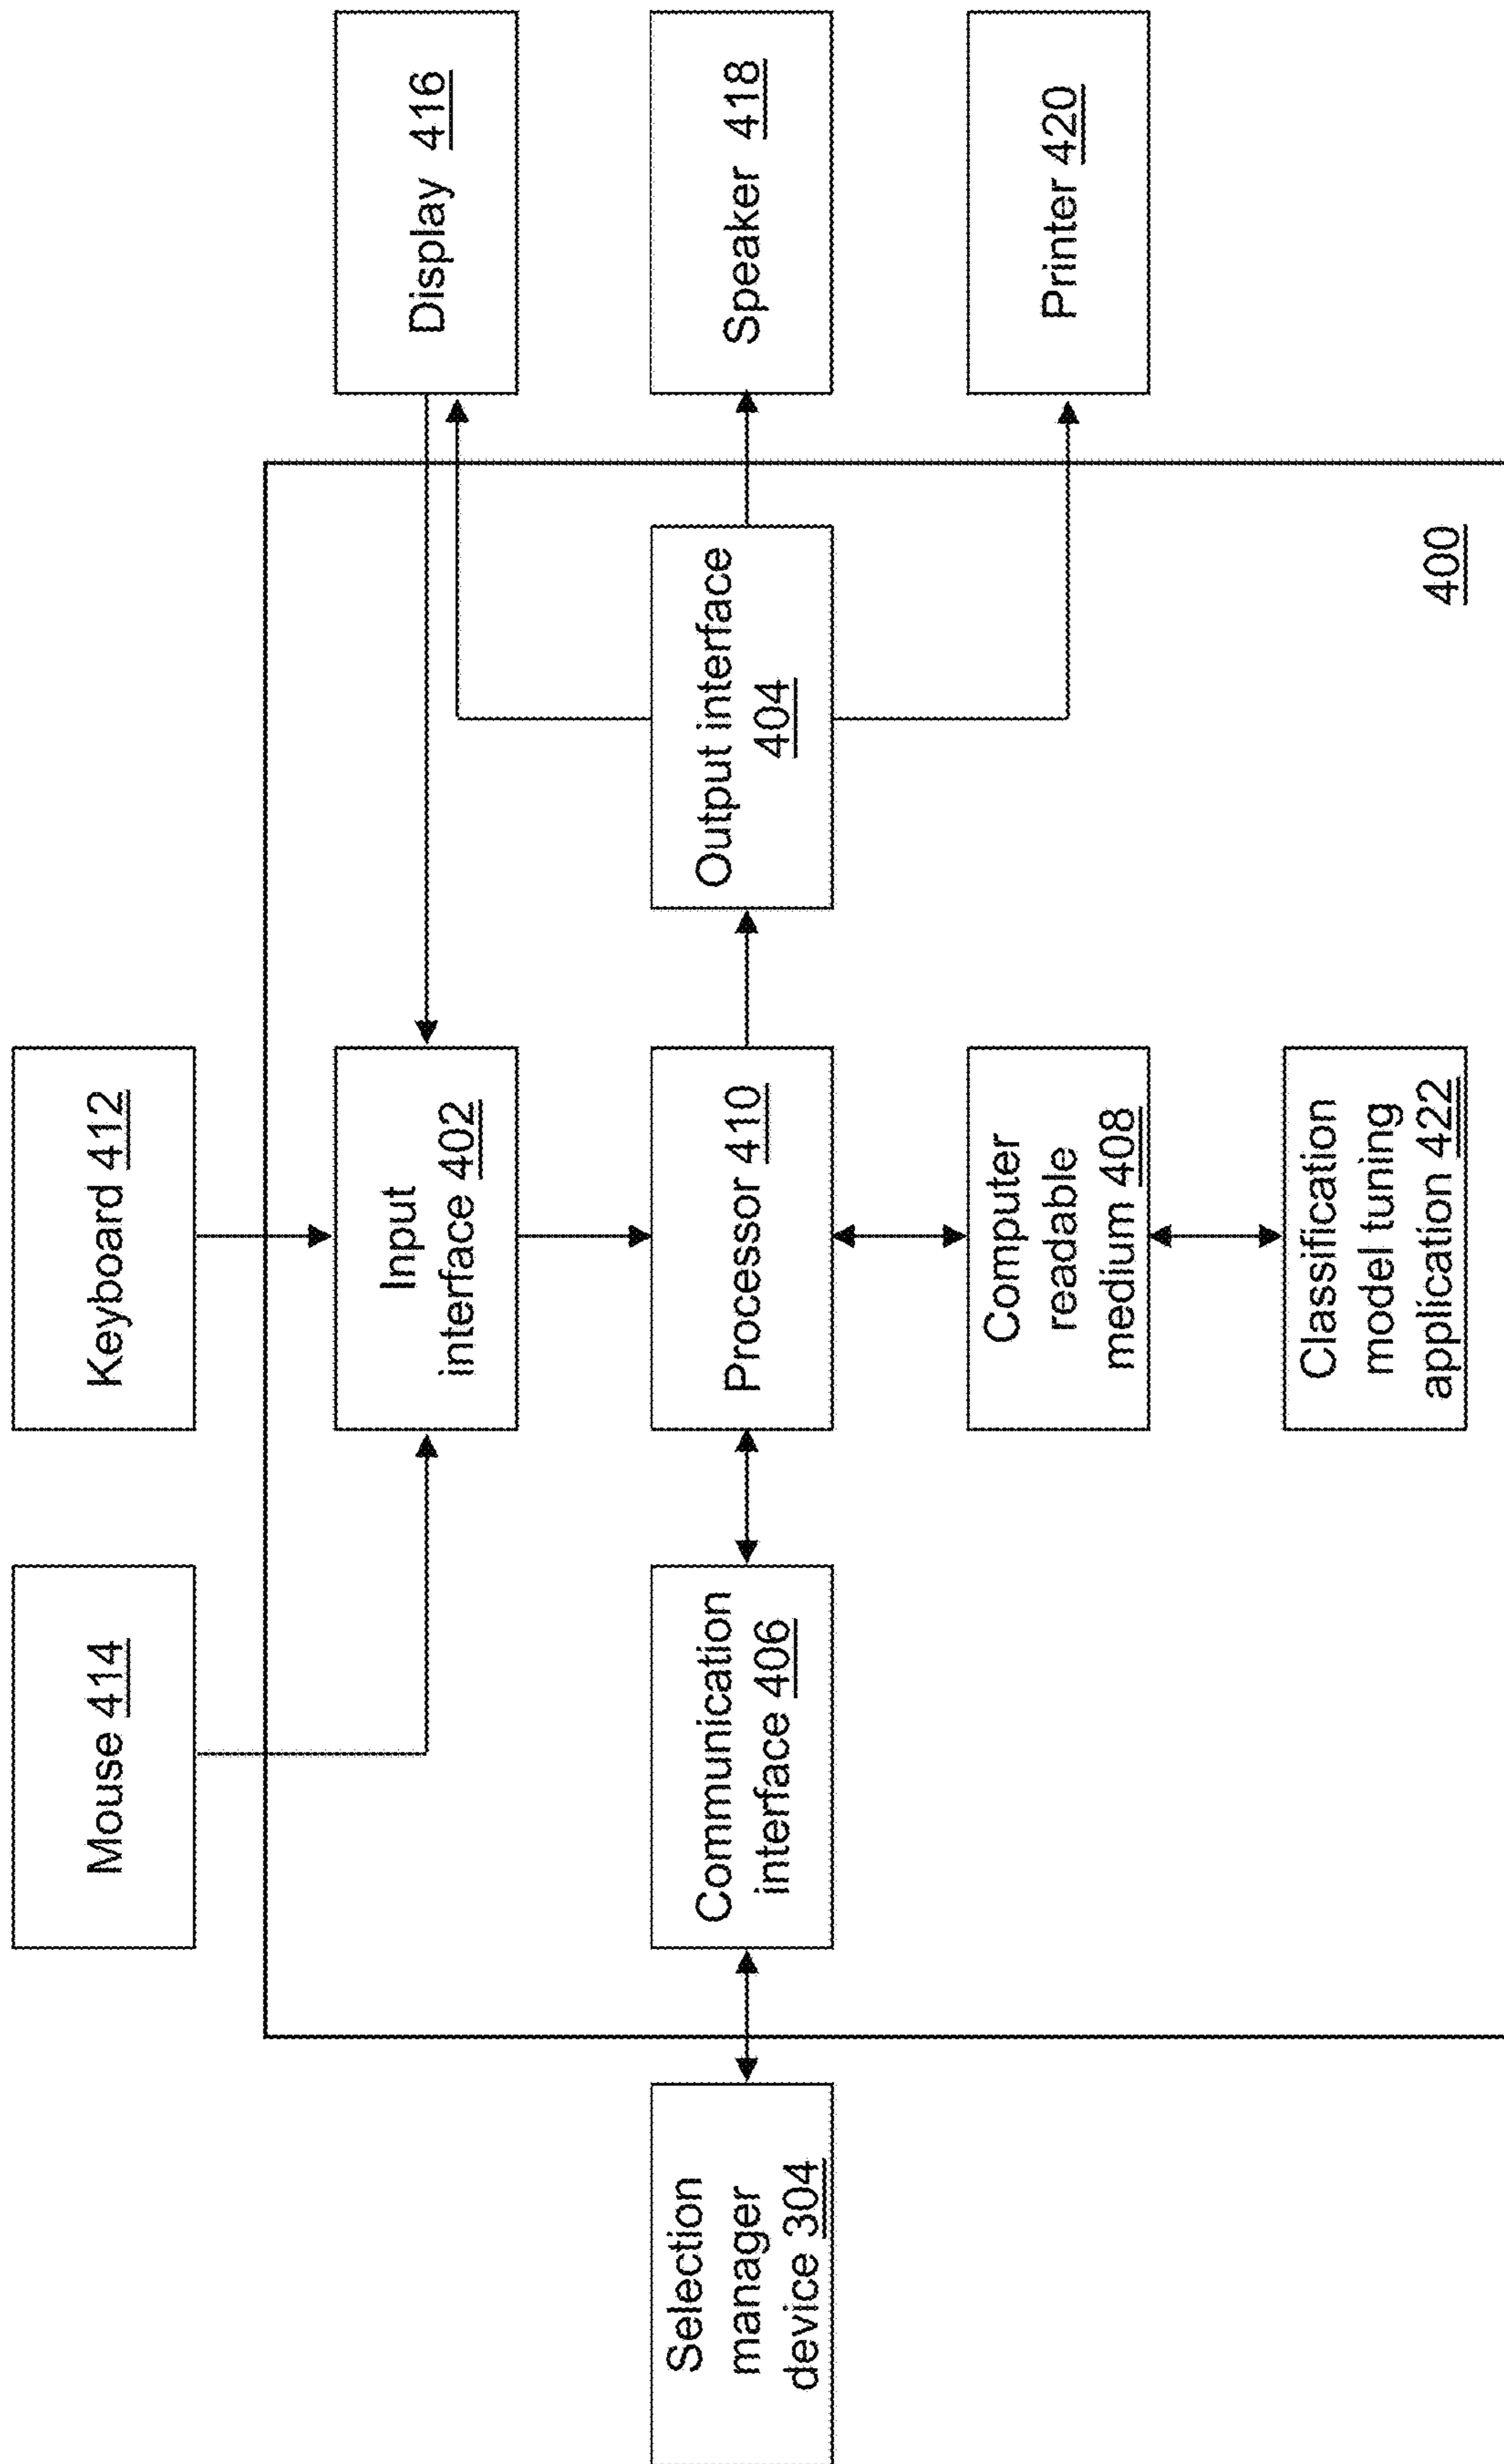 Mouse 414
Keyboard 412
Input
interface 402
Display 416
Selection
manager
device 304
Communication
interface 406
Processor 410
Output interface
404
Speaker 418
Computer
readable
medium 408
Printer 420
Classification
model tuning
application 422
400